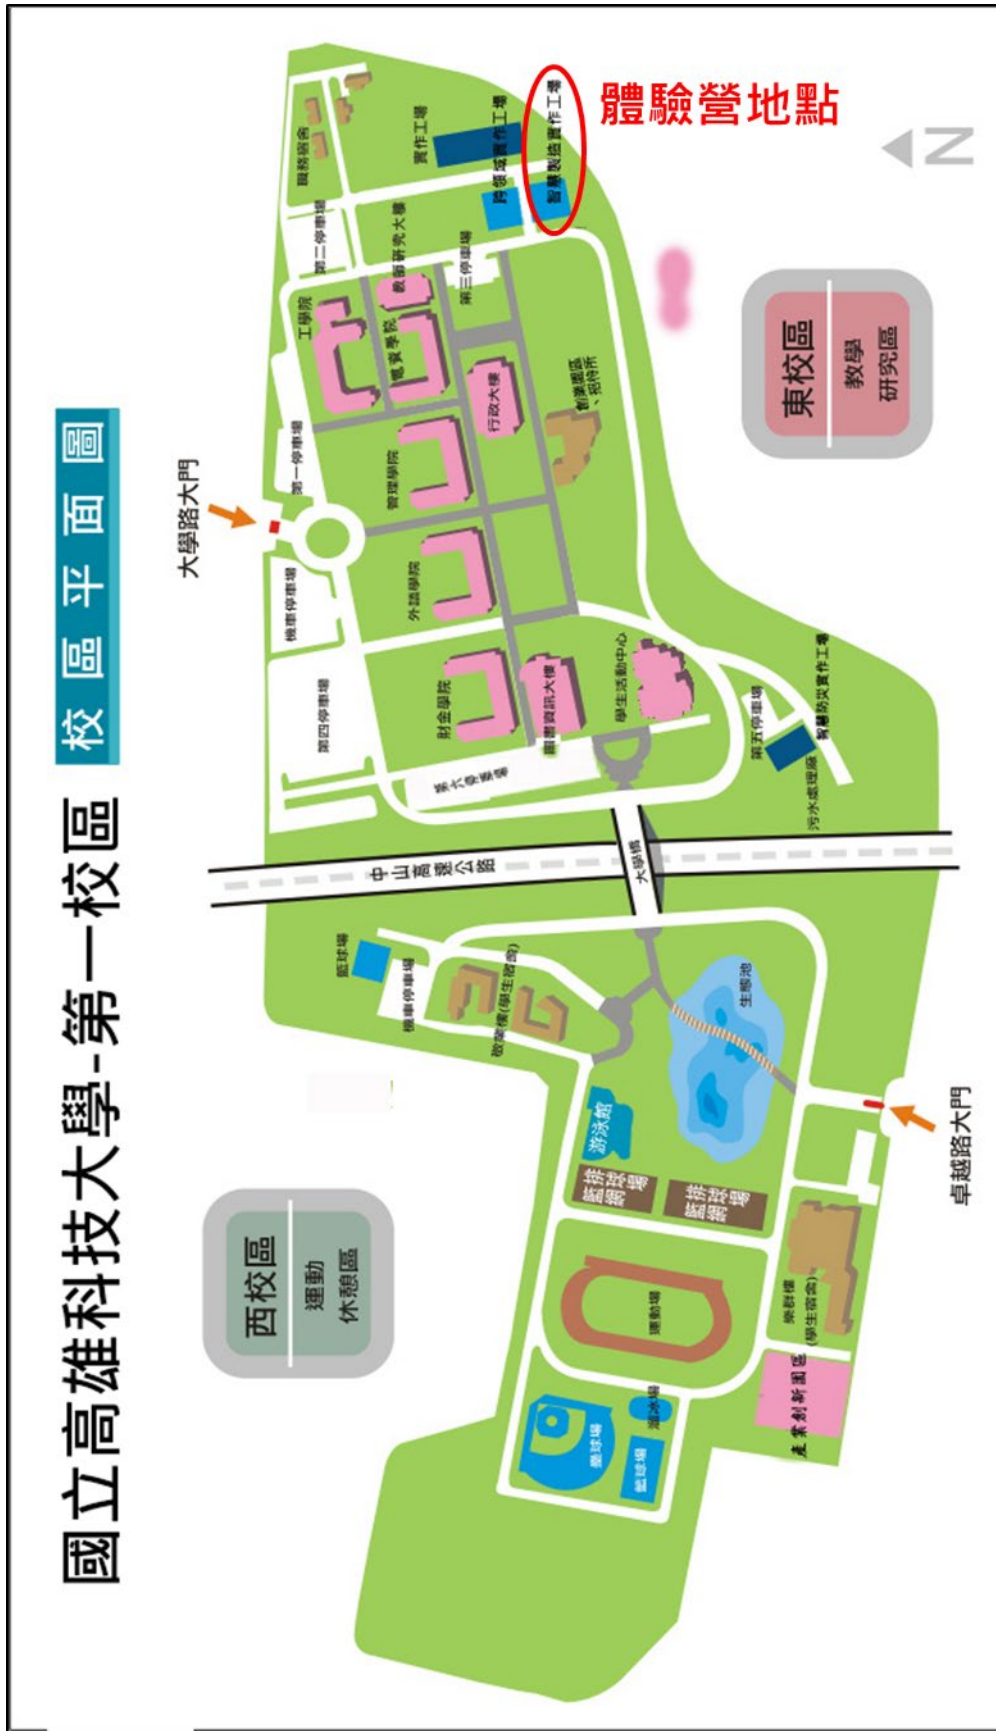 國立高雄科技大學-第一校區
校區平面圖
體驗營地點
N
大學路大門
職務宿舍
第二停車場
實作工場
跨領域實作工場
智慧製造實作工場
工學院
教師研究大樓
電資學院
第三停車場
第一停車場
管理學院
行政大樓
創業園區
、招待所
機車停車場
外語學院
第四停車場
財金學院
圖書資訊大樓
學生活動中心
第六停車場
第五停車場
智慧防災實作工場
污水處理廠
東校區
教學
研究區
中山高速公路
大學橋
籃球場
機車停車場
敬業樓(學生宿舍)
生態池
游泳館
排球場
籃網
排球場
籃網
卓越路大門
西校區
運動
休憩區
運動場
樂群樓
(學生宿舍)
產業創新園區
壘球場
溜冰場
籃球場